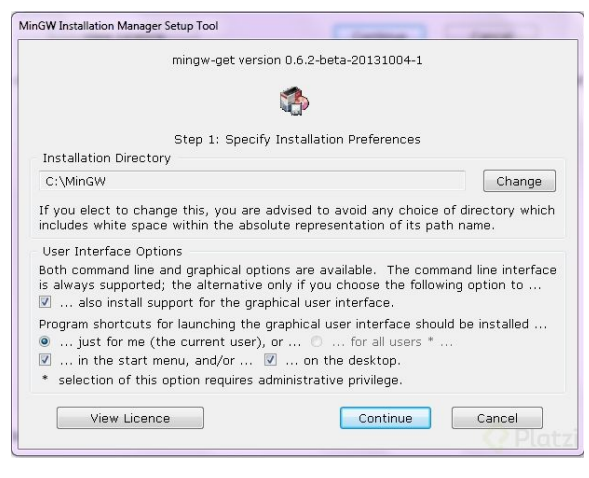 MinGW Installation Manager Setup Tool
mingw-get version 0.6.2-beta-20131004-1
Step 1: Specify Installation Preferences
Installation Directory
C:\MinGW
Change
If you elect to change this, you are advised to avoid any choice of directory which
includes white space within the absolute representation of its path name.
User Interface Options
Both command line and graphical options are available. The command line interface
is always supported; the alternative only if you choose the following option to ...
... also install support for the graphical user interface.
Program shortcuts for launching the graphical user interface should be installed ...
... just for me (the current user), or ... ... for all users * ...
... in the start menu, and/or ... ... on the desktop.
* selection of this option requires administrative privilege.
View Licence Continue Cancel
Platzi